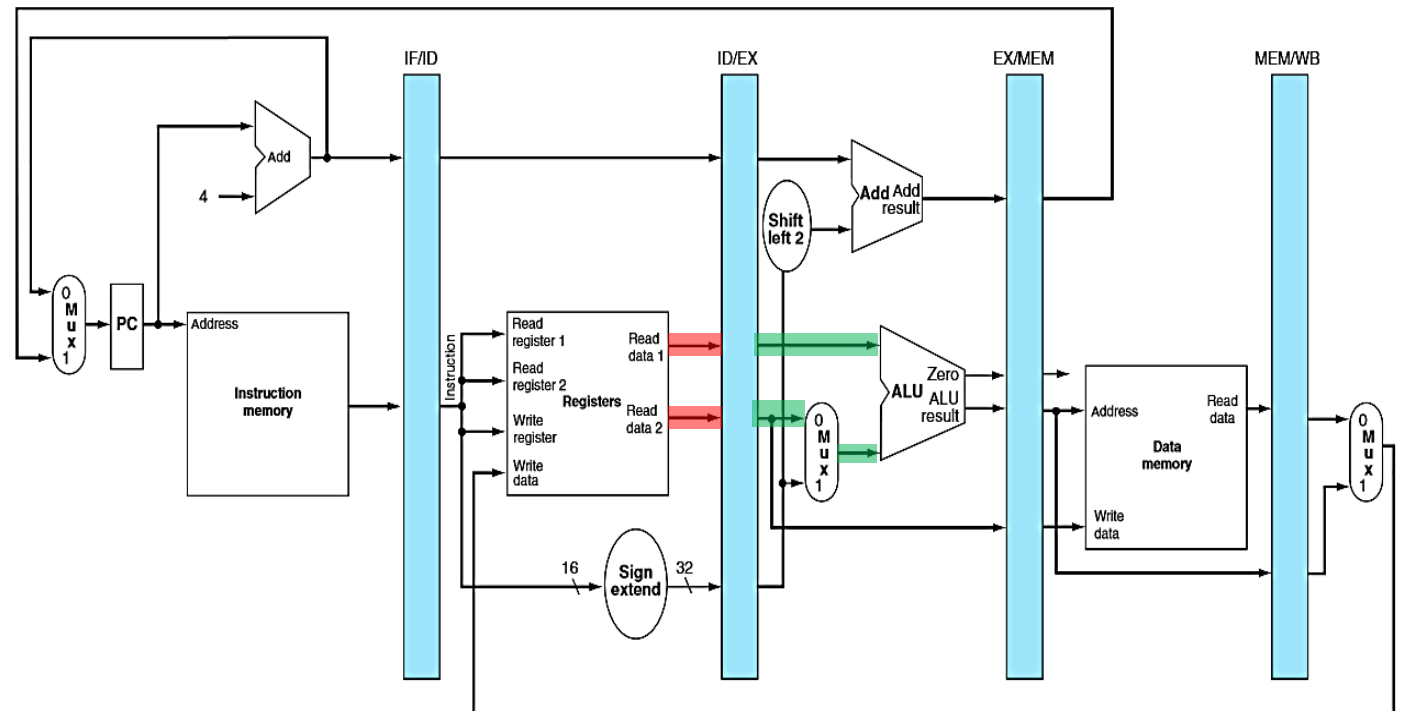 IF/ID
ID/EX
EX/MEM
MEM/WB
Add
4
Add Add
result
Shift
left 2
0
M
u
x
1
PC
Address
Instruction
memory
Instruction
Read
register 1
Read
register 2
Write
register
Write
data
Registers
Read
data 1
Read
data 2
16
Sign
extend
32
0
M
u
x
1
Zero
ALU
ALU
result
Address
Read
data
Data
memory
Write
data
0
M
u
x
1